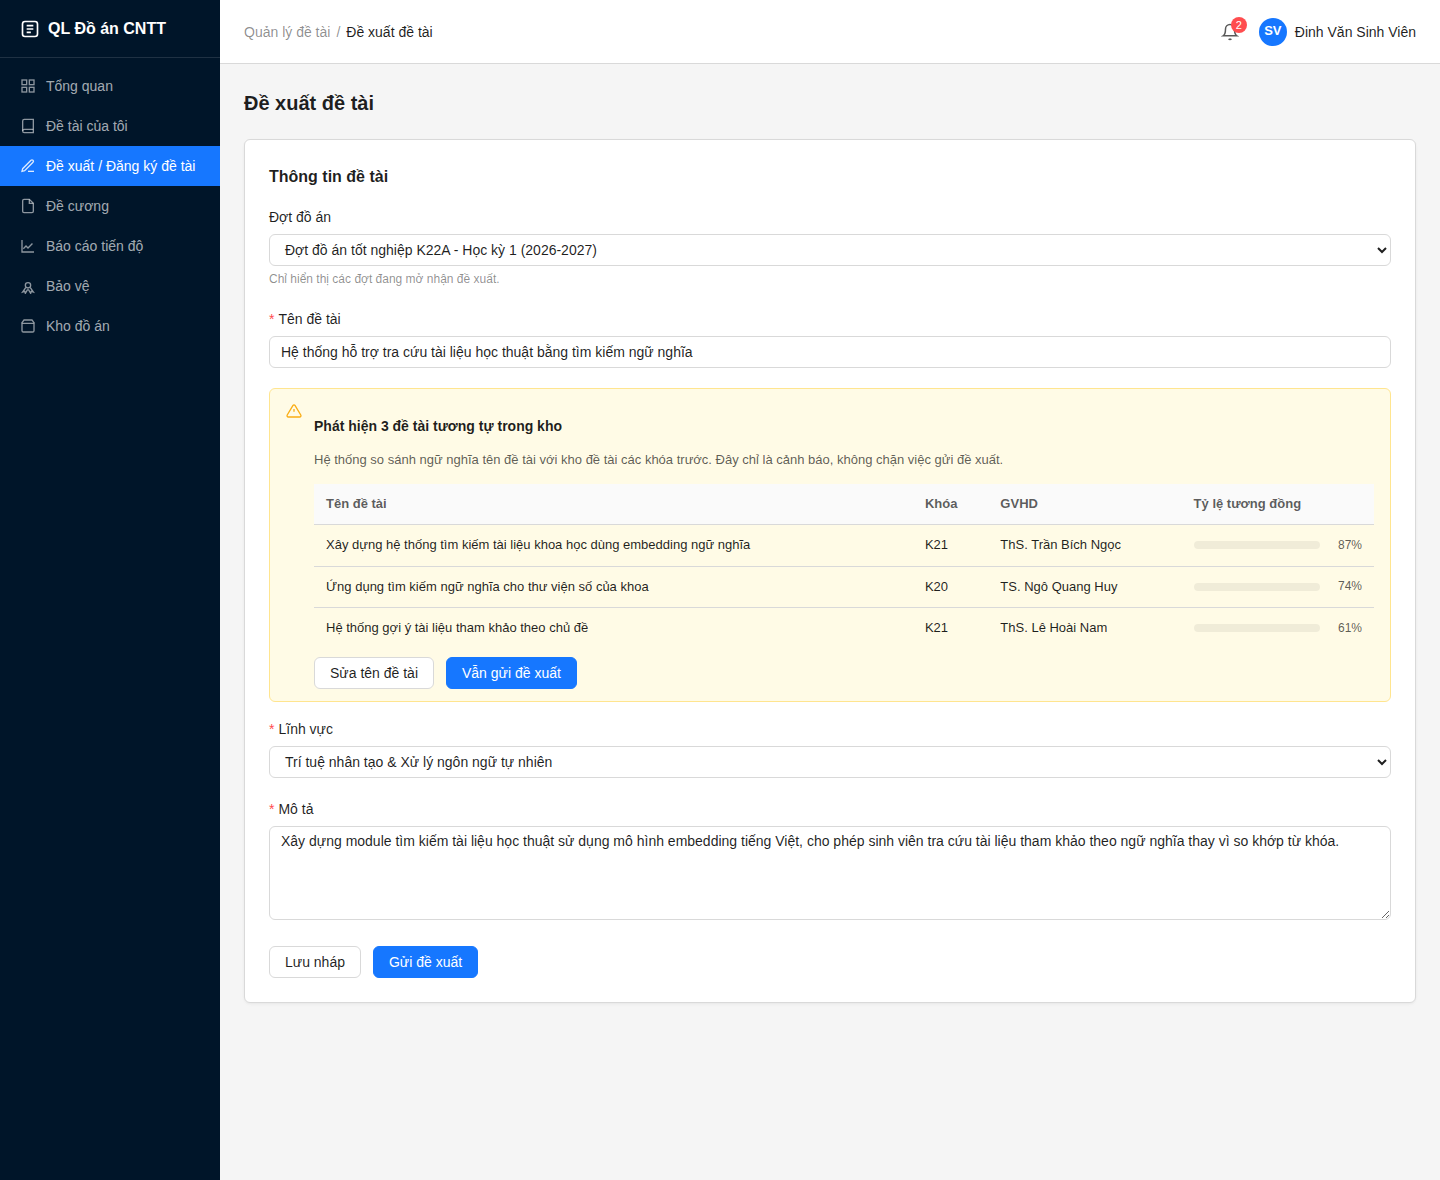 QL Đồ án CNTT
Tổng quan
Đề tài của tôi
Đề xuất / Đăng ký đề tài
Đề cương
Báo cáo tiến độ
Bảo vệ
Kho đồ án
Quản lý đề tài / Đề xuất đề tài
2
SV
Đinh Văn Sinh Viên
Đề xuất đề tài
Thông tin đề tài
Đợt đồ án
Đợt đồ án tốt nghiệp K22A - Học kỳ 1 (2026-2027)
Chỉ hiển thị các đợt đang mở nhận đề xuất.
* Tên đề tài
Hệ thống hỗ trợ tra cứu tài liệu học thuật bằng tìm kiếm ngữ nghĩa
Phát hiện 3 đề tài tương tự trong kho
Hệ thống so sánh ngữ nghĩa tên đề tài với kho đề tài các khóa trước. Đây chỉ là cảnh báo, không chặn việc gửi đề xuất.
Tên đề tài Khóa GVHD Tỷ lệ tương đồng
Xây dựng hệ thống tìm kiếm tài liệu khoa học dùng embedding ngữ nghĩa K21 ThS. Trần Bích Ngọc 87%
Ứng dụng tìm kiếm ngữ nghĩa cho thư viện số của khoa K20 TS. Ngô Quang Huy 74%
Hệ thống gợi ý tài liệu tham khảo theo chủ đề K21 ThS. Lê Hoài Nam 61%
Sửa tên đề tài Vẫn gửi đề xuất
* Lĩnh vực
Trí tuệ nhân tạo & Xử lý ngôn ngữ tự nhiên
* Mô tả
Xây dựng module tìm kiếm tài liệu học thuật sử dụng mô hình embedding tiếng Việt, cho phép sinh viên tra cứu tài liệu tham khảo theo ngữ nghĩa thay vì so khớp từ khóa.
Lưu nháp Gửi đề xuất